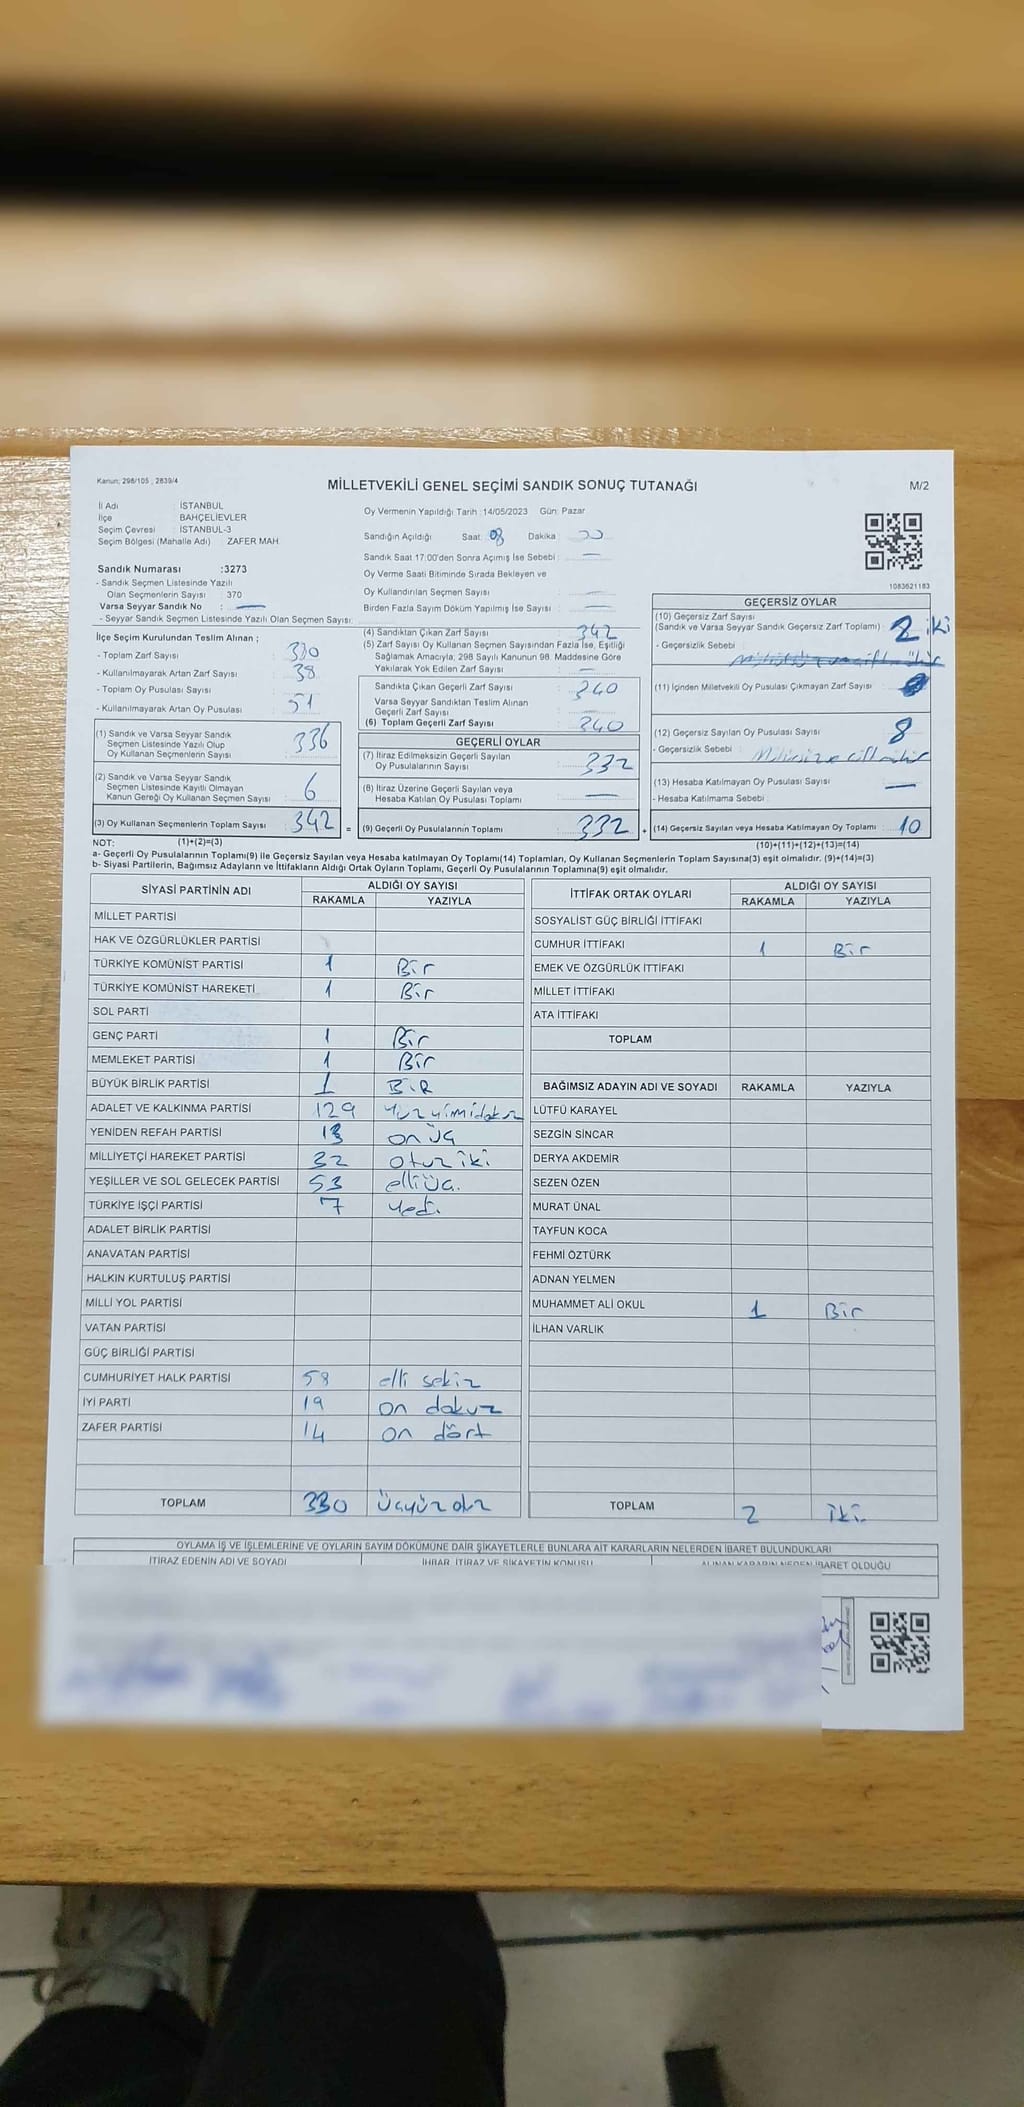 Kanun: 298/105 , 2839/4
MİLLETVEKİLİ GENEL SEÇİMİ SANDIK SONUÇ TUTANAĞI
M/2
İl Adı : İSTANBUL
İlçe BAHÇELİEVLER
Seçim Çevresi : İSTANBUL-3
Seçim Bölgesi (Mahalle Adı) ZAFER MAH
Oy Vermenin Yapıldığı Tarih :14/05/2023 Gün: Pazar
Sandığın Açıldığı Saat: 08 Dakika
Sandık Saat 17.00'den Sonra Açılmış İse Sebebi : —
Oy Verme Saati Bitiminde Sırada Bekleyen ve
Oy Kullandırılan Seçmen Sayısı : —
Birden Fazla Sayım Döküm Yapılmış İse Sayısı : —
1083621183
Sandık Numarası :3273
- Sandık Seçmen Listesinde Yazılı
Olan Seçmenlerin Sayısı : 370
Varsa Seyyar Sandık No : —
- Seyyar Sandık Seçmen Listesinde Yazılı Olan Seçmen Sayısı:
İlçe Seçim Kurulundan Teslim Alınan ;
- Toplam Zarf Sayısı : 380
- Kullanılmayarak Artan Zarf Sayısı : 38
- Toplam Oy Pusulası Sayısı :
- Kullanılmayarak Artan Oy Pusulası : 51
(1) Sandık ve Varsa Seyyar Sandık
Seçmen Listesinde Yazılı Olup
Oy Kullanan Seçmenlerin Sayısı : 336
(2) Sandık ve Varsa Seyyar Sandık
Seçmen Listesinde Kayıtlı Olmayan
Kanun Gereği Oy Kullanan Seçmen Sayısı : 6
(3) Oy Kullanan Seçmenlerin Toplam Sayısı : 342 =
(4) Sandıktan Çıkan Zarf Sayısı : 342
(5) Zarf Sayısı Oy Kullanan Seçmen Sayısından Fazla İse, Eşitliği
Sağlamak Amacıyla; 298 Sayılı Kanunun 98. Maddesine Göre
Yakılarak Yok Edilen Zarf Sayısı : —
Sandıkta Çıkan Geçerli Zarf Sayısı : 340
Varsa Seyyar Sandıktan Teslim Alınan
Geçerli Zarf Sayısı :
(6) Toplam Geçerli Zarf Sayısı : 340
GEÇERLİ OYLAR
(7) İtiraz Edilmeksizin Geçerli Sayılan
Oy Pusulalarının Sayısı : 332
(8) İtiraz Üzerine Geçerli Sayılan veya
Hesaba Katılan Oy Pusulası Toplamı : —
(9) Geçerli Oy Pusulalarının Toplamı : 332 +
GEÇERSİZ OYLAR
(10) Geçersiz Zarf Sayısı
(Sandık ve Varsa Seyyar Sandık Geçersiz Zarf Toplamı) : 2 iki
- Geçersizlik Sebebi :
(11) İçinden Milletvekili Oy Pusulası Çıkmayan Zarf Sayısı :
(12) Geçersiz Sayılan Oy Pusulası Sayısı : 8
- Geçersizlik Sebebi :
(13) Hesaba Katılmayan Oy Pusulası Sayısı : —
- Hesaba Katılmama Sebebi :
(14) Geçersiz Sayılan veya Hesaba Katılmayan Oy Toplamı : 10
NOT: (1)+(2)=(3) (10)+(11)+(12)+(13)=(14)
a- Geçerli Oy Pusulalarının Toplamı(9) ile Geçersiz Sayılan veya Hesaba katılmayan Oy Toplamı(14) Toplamları, Oy Kullanan Seçmenlerin Toplam Sayısına(3) eşit olmalıdır. (9)+(14)=(3)
b- Siyasi Partilerin, Bağımsız Adayların ve İttifakların Aldığı Ortak Oyların Toplamı, Geçerli Oy Pusulalarının Toplamına(9) eşit olmalıdır.
SİYASİ PARTİNİN ADI ALDIĞI OY SAYISI
RAKAMLA YAZIYLA
MİLLET PARTİSİ
HAK VE ÖZGÜRLÜKLER PARTİSİ
TÜRKİYE KOMÜNİST PARTİSİ 1 Bir
TÜRKİYE KOMÜNİST HAREKETİ 1 Bir
SOL PARTİ
GENÇ PARTİ 1 Bir
MEMLEKET PARTİSİ 1 Bir
BÜYÜK BİRLİK PARTİSİ 1 BİR
ADALET VE KALKINMA PARTİSİ 129
YENİDEN REFAH PARTİSİ 13 on üç
MİLLİYETÇİ HAREKET PARTİSİ 32 otuz iki
YEŞİLLER VE SOL GELECEK PARTİSİ 53 elli üç.
TÜRKİYE İŞÇİ PARTİSİ 7 Yedi
ADALET BİRLİK PARTİSİ
ANAVATAN PARTİSİ
HALKIN KURTULUŞ PARTİSİ
MİLLİ YOL PARTİSİ
VATAN PARTİSİ
GÜÇ BİRLİĞİ PARTİSİ
CUMHURİYET HALK PARTİSİ 58 elli sekiz
İYİ PARTİ 19 on dokuz
ZAFER PARTİSİ 14 on dört
TOPLAM 330 üçyüz otuz
İTTİFAK ORTAK OYLARI ALDIĞI OY SAYISI
RAKAMLA YAZIYLA
SOSYALİST GÜÇ BİRLİĞİ İTTİFAKI
CUMHUR İTTİFAKI 1 Bir
EMEK VE ÖZGÜRLÜK İTTİFAKI
MİLLET İTTİFAKI
ATA İTTİFAKI
TOPLAM
BAĞIMSIZ ADAYIN ADI VE SOYADI RAKAMLA YAZIYLA
LÜTFÜ KARAYEL
SEZGİN SİNCAR
DERYA AKDEMİR
SEZEN ÖZEN
MURAT ÜNAL
TAYFUN KOCA
FEHMİ ÖZTÜRK
ADNAN YELMEN
MUHAMMET ALİ OKUL 1 Bir
İLHAN VARLIK
TOPLAM 2 iki
OYLAMA İŞ VE İŞLEMLERİNE VE OYLARIN SAYIM DÖKÜMÜNE DAİR ŞİKAYETLERLE BUNLARA AİT KARARLARIN NELERDEN İBARET BULUNDUKLARI
İTİRAZ EDENİN ADI VE SOYADI İHBAR, İTİRAZ VE ŞİKAYETİN KONUSU ALINAN KARARIN NEDEN İBARET OLDUĞU